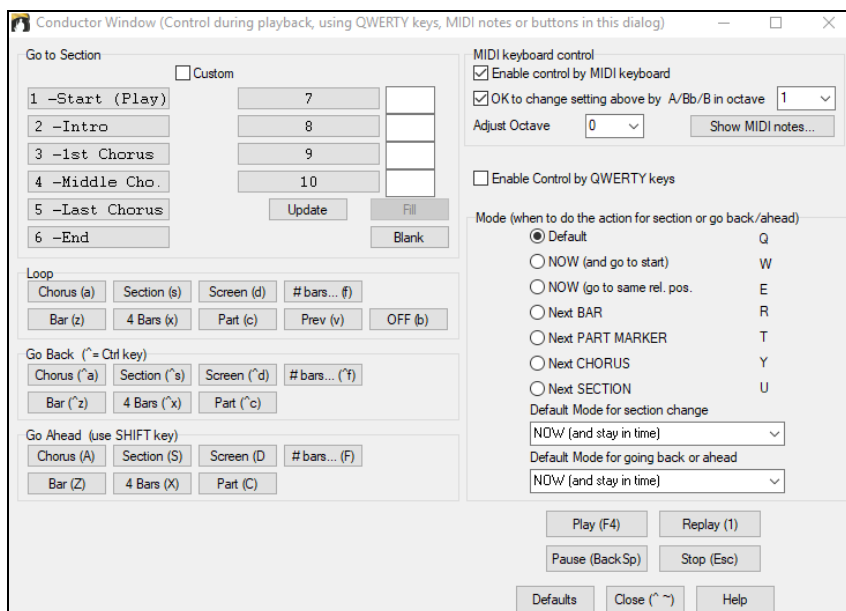 Conductor Window (Control during playback, using QWERTY keys, MIDI notes or buttons in this dialog)
Go to Section
Custom
1 -Start (Play)
7
2 -Intro
8
3 -1st Chorus
9
4 -Middle Cho.
10
5 -Last Chorus
Update
Fill
6 -End
Blank
Loop
Chorus (a)
Section (s)
Screen (d)
# bars... (f)
Bar (z)
4 Bars (x)
Part (c)
Prev (v)
OFF (b)
Go Back (^= Ctrl key)
Chorus (^a)
Section (^s)
Screen (^d)
# bars... (^f)
Bar (^z)
4 Bars (^x)
Part (^c)
Go Ahead (use SHIFT key)
Chorus (A)
Section (S)
Screen (D
# bars... (F)
Bar (Z)
4 Bars (X)
Part (C)
MIDI keyboard control
Enable control by MIDI keyboard
OK to change setting above by A/Bb/B in octave
1
Adjust Octave
0
Show MIDI notes...
Enable Control by QWERTY keys
Mode (when to do the action for section or go back/ahead)
Default Q
NOW (and go to start) W
NOW (go to same rel. pos. E
Next BAR R
Next PART MARKER T
Next CHORUS Y
Next SECTION U
Default Mode for section change
NOW (and stay in time)
Default Mode for going back or ahead
NOW (and stay in time)
Play (F4)
Replay (1)
Pause (BackSp)
Stop (Esc)
Defaults
Close (^ ~)
Help